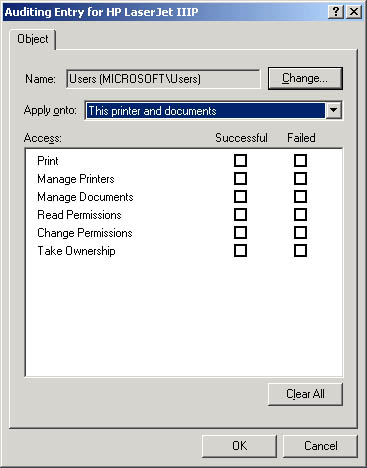 Auditing Entry for HP LaserJet IIIP
Object
Name: Users (MICROSOFT\Users) Change...
Apply onto: This printer and documents
Access: Successful Failed
Print
Manage Printers
Manage Documents
Read Permissions
Change Permissions
Take Ownership
Clear All
OK Cancel